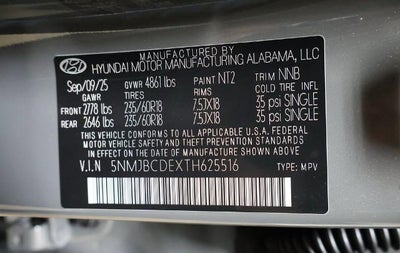 HYUNDAI MOTOR MANUFACTURING ALABAMA, LLC
Sep/09/25 GVWR 4861 lbs PAINT NT2 TRIM NNB
GAWR TIRES RIMS COLD TIRE INFL
FRONT 2778 lbs 235/60R18 7.5JX18 35 psi SINGLE
REAR 2646 lbs 235/60R18 7.5JX18 35 psi SINGLE
THIS VEHICLE CONFORMS TO ALL APPLICABLE U.S.A FEDERAL
MOTOR VEHICLE SAFETY AND THEFT PREVENTION STANDARDS
IN EFFECT ON THE DATE OF MANUFACTURE SHOWN ABOVE.
V.I.N 5NMJBCDEXTH625516 TYPE: MPV